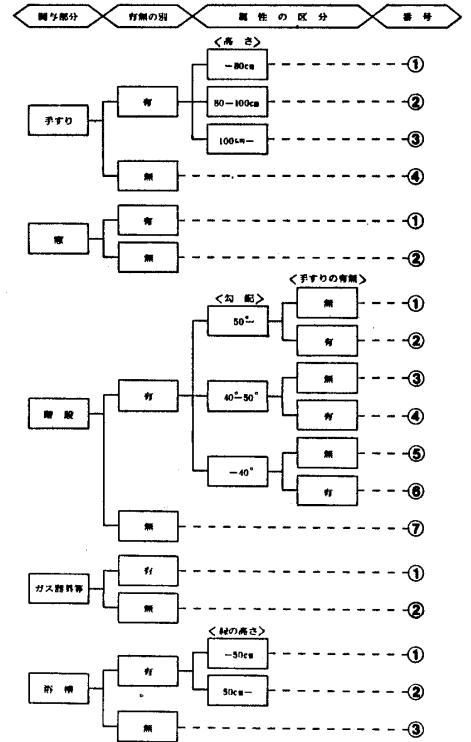 関与部分 有無の別 属性の区分 番号
<高さ>
－80cm ①
有 80－100cm ②
手すり
100cm－ ③
無 ④
有 ①
窓
無 ②
<勾配> <手すりの有無>
無 ①
50°－
有 ②
無 ③
有 40°－50°
有 ④
階段
無 ⑤
－40°
有 ⑥
無 ⑦
有 ①
ガス器具等
無 ②
<縁の高さ>
－50cm ①
有
50cm－ ②
浴槽
無 ③